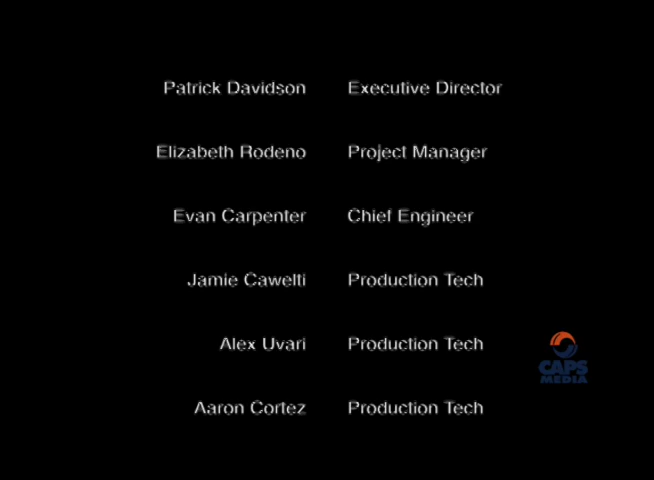 Patrick Davidson Executive Director
Elizabeth Rodeno Project Manager
Evan Carpenter Chief Engineer
Jamie Cawelti Production Tech
Alex Uvari Production Tech
Aaron Cortez Production Tech
CAPS
MEDIA